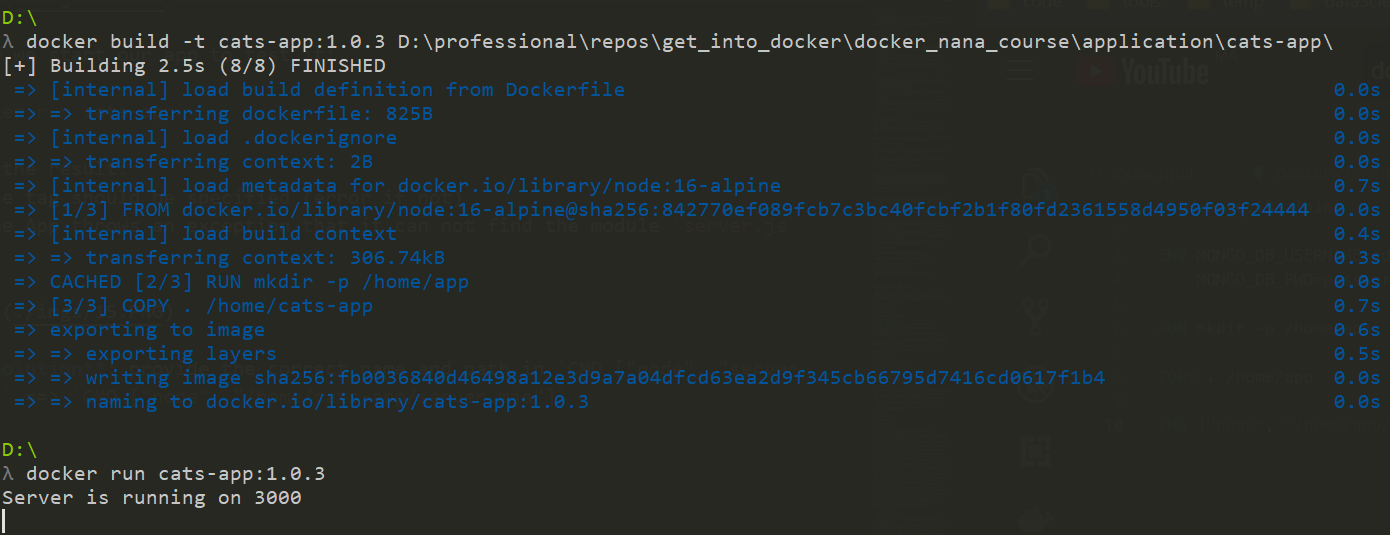 D:\
λ docker build -t cats-app:1.0.3 D:\professional\repos\get_into_docker\docker_nana_course\application\cats-app\
[+] Building 2.5s (8/8) FINISHED
=> [internal] load build definition from Dockerfile 0.0s
=> => transferring dockerfile: 825B 0.0s
=> [internal] load .dockerignore 0.0s
=> => transferring context: 2B 0.0s
=> [internal] load metadata for docker.io/library/node:16-alpine 0.7s
=> [1/3] FROM docker.io/library/node:16-alpine@sha256:842770ef089fcb7c3bc40fcbf2b1f80fd2361558d4950f03f24444 0.0s
=> [internal] load build context 0.4s
=> => transferring context: 306.74kB 0.3s
=> CACHED [2/3] RUN mkdir -p /home/app 0.0s
=> [3/3] COPY . /home/cats-app 0.7s
=> exporting to image 0.6s
=> => exporting layers 0.5s
=> => writing image sha256:fb0036840d46498a12e3d9a7a04dfcd63ea2d9f345cb66795d7416cd0617f1b4 0.0s
=> => naming to docker.io/library/cats-app:1.0.3 0.0s
D:\
λ docker run cats-app:1.0.3
Server is running on 3000
YouTube